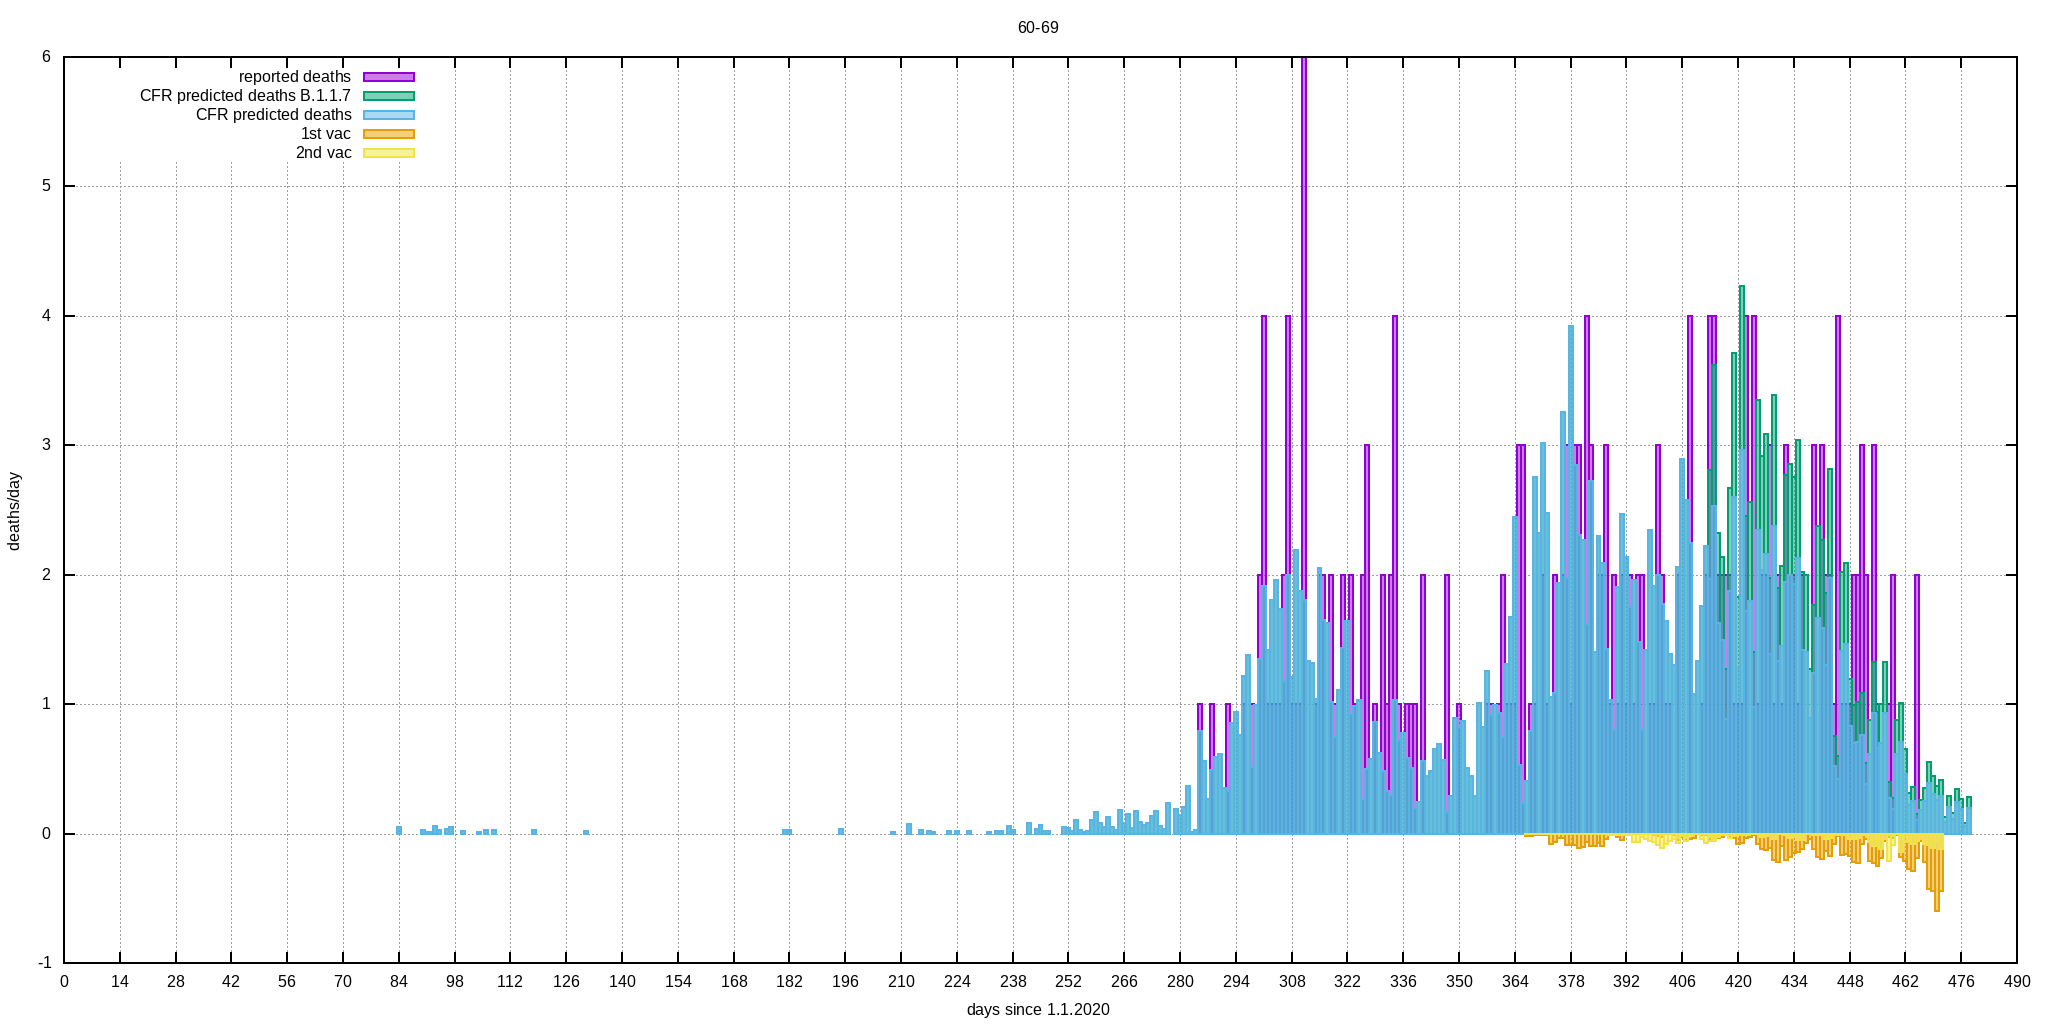 60-69
reported deaths
CFR predicted deaths B.1.1.7
CFR predicted deaths
1st vac
2nd vac
deaths/day
6
5
4
3
2
1
0
-1
0 14 28 42 56 70 84 98 112 126 140 154 168 182 196 210 224 238 252 266 280 294 308 322 336 350 364 378 392 406 420 434 448 462 476 490
days since 1.1.2020